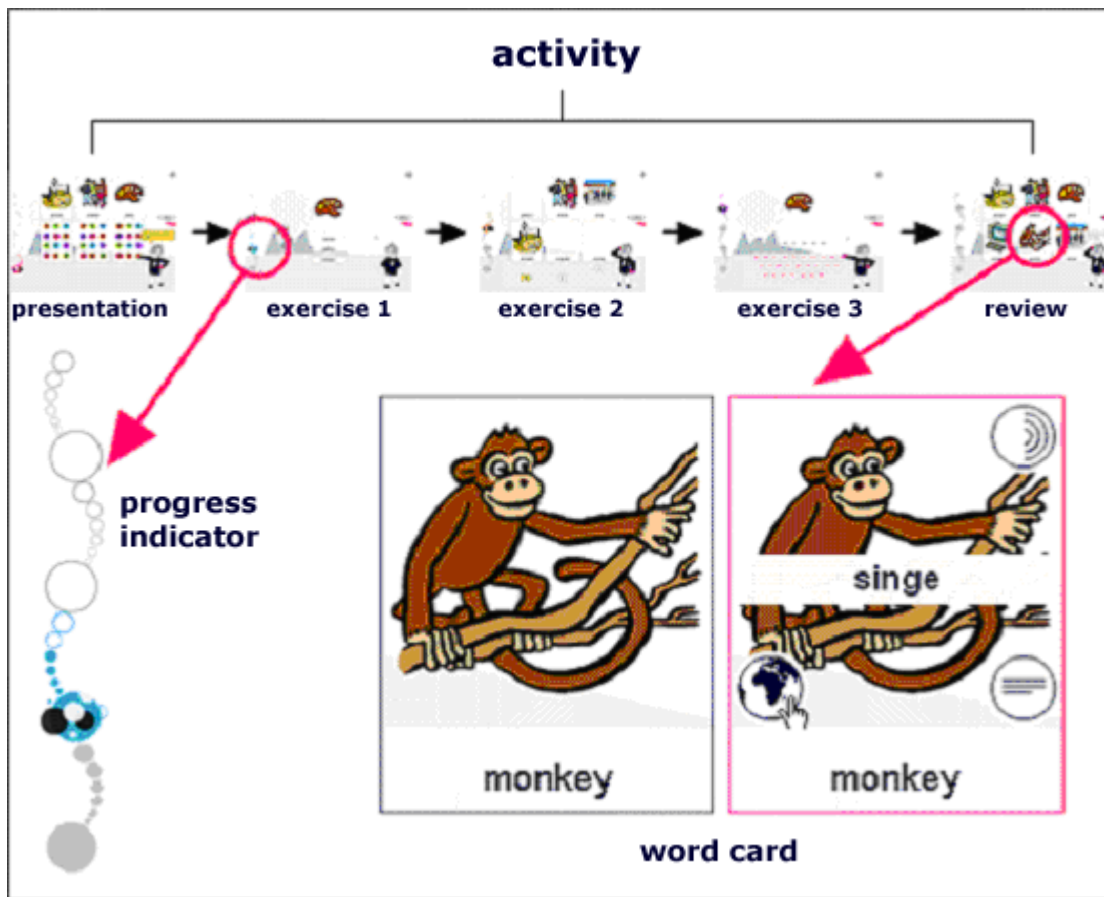 activity
presentation
exercise 1
exercise 2
exercise 3
review
progress
indicator
singe
monkey
monkey
word card